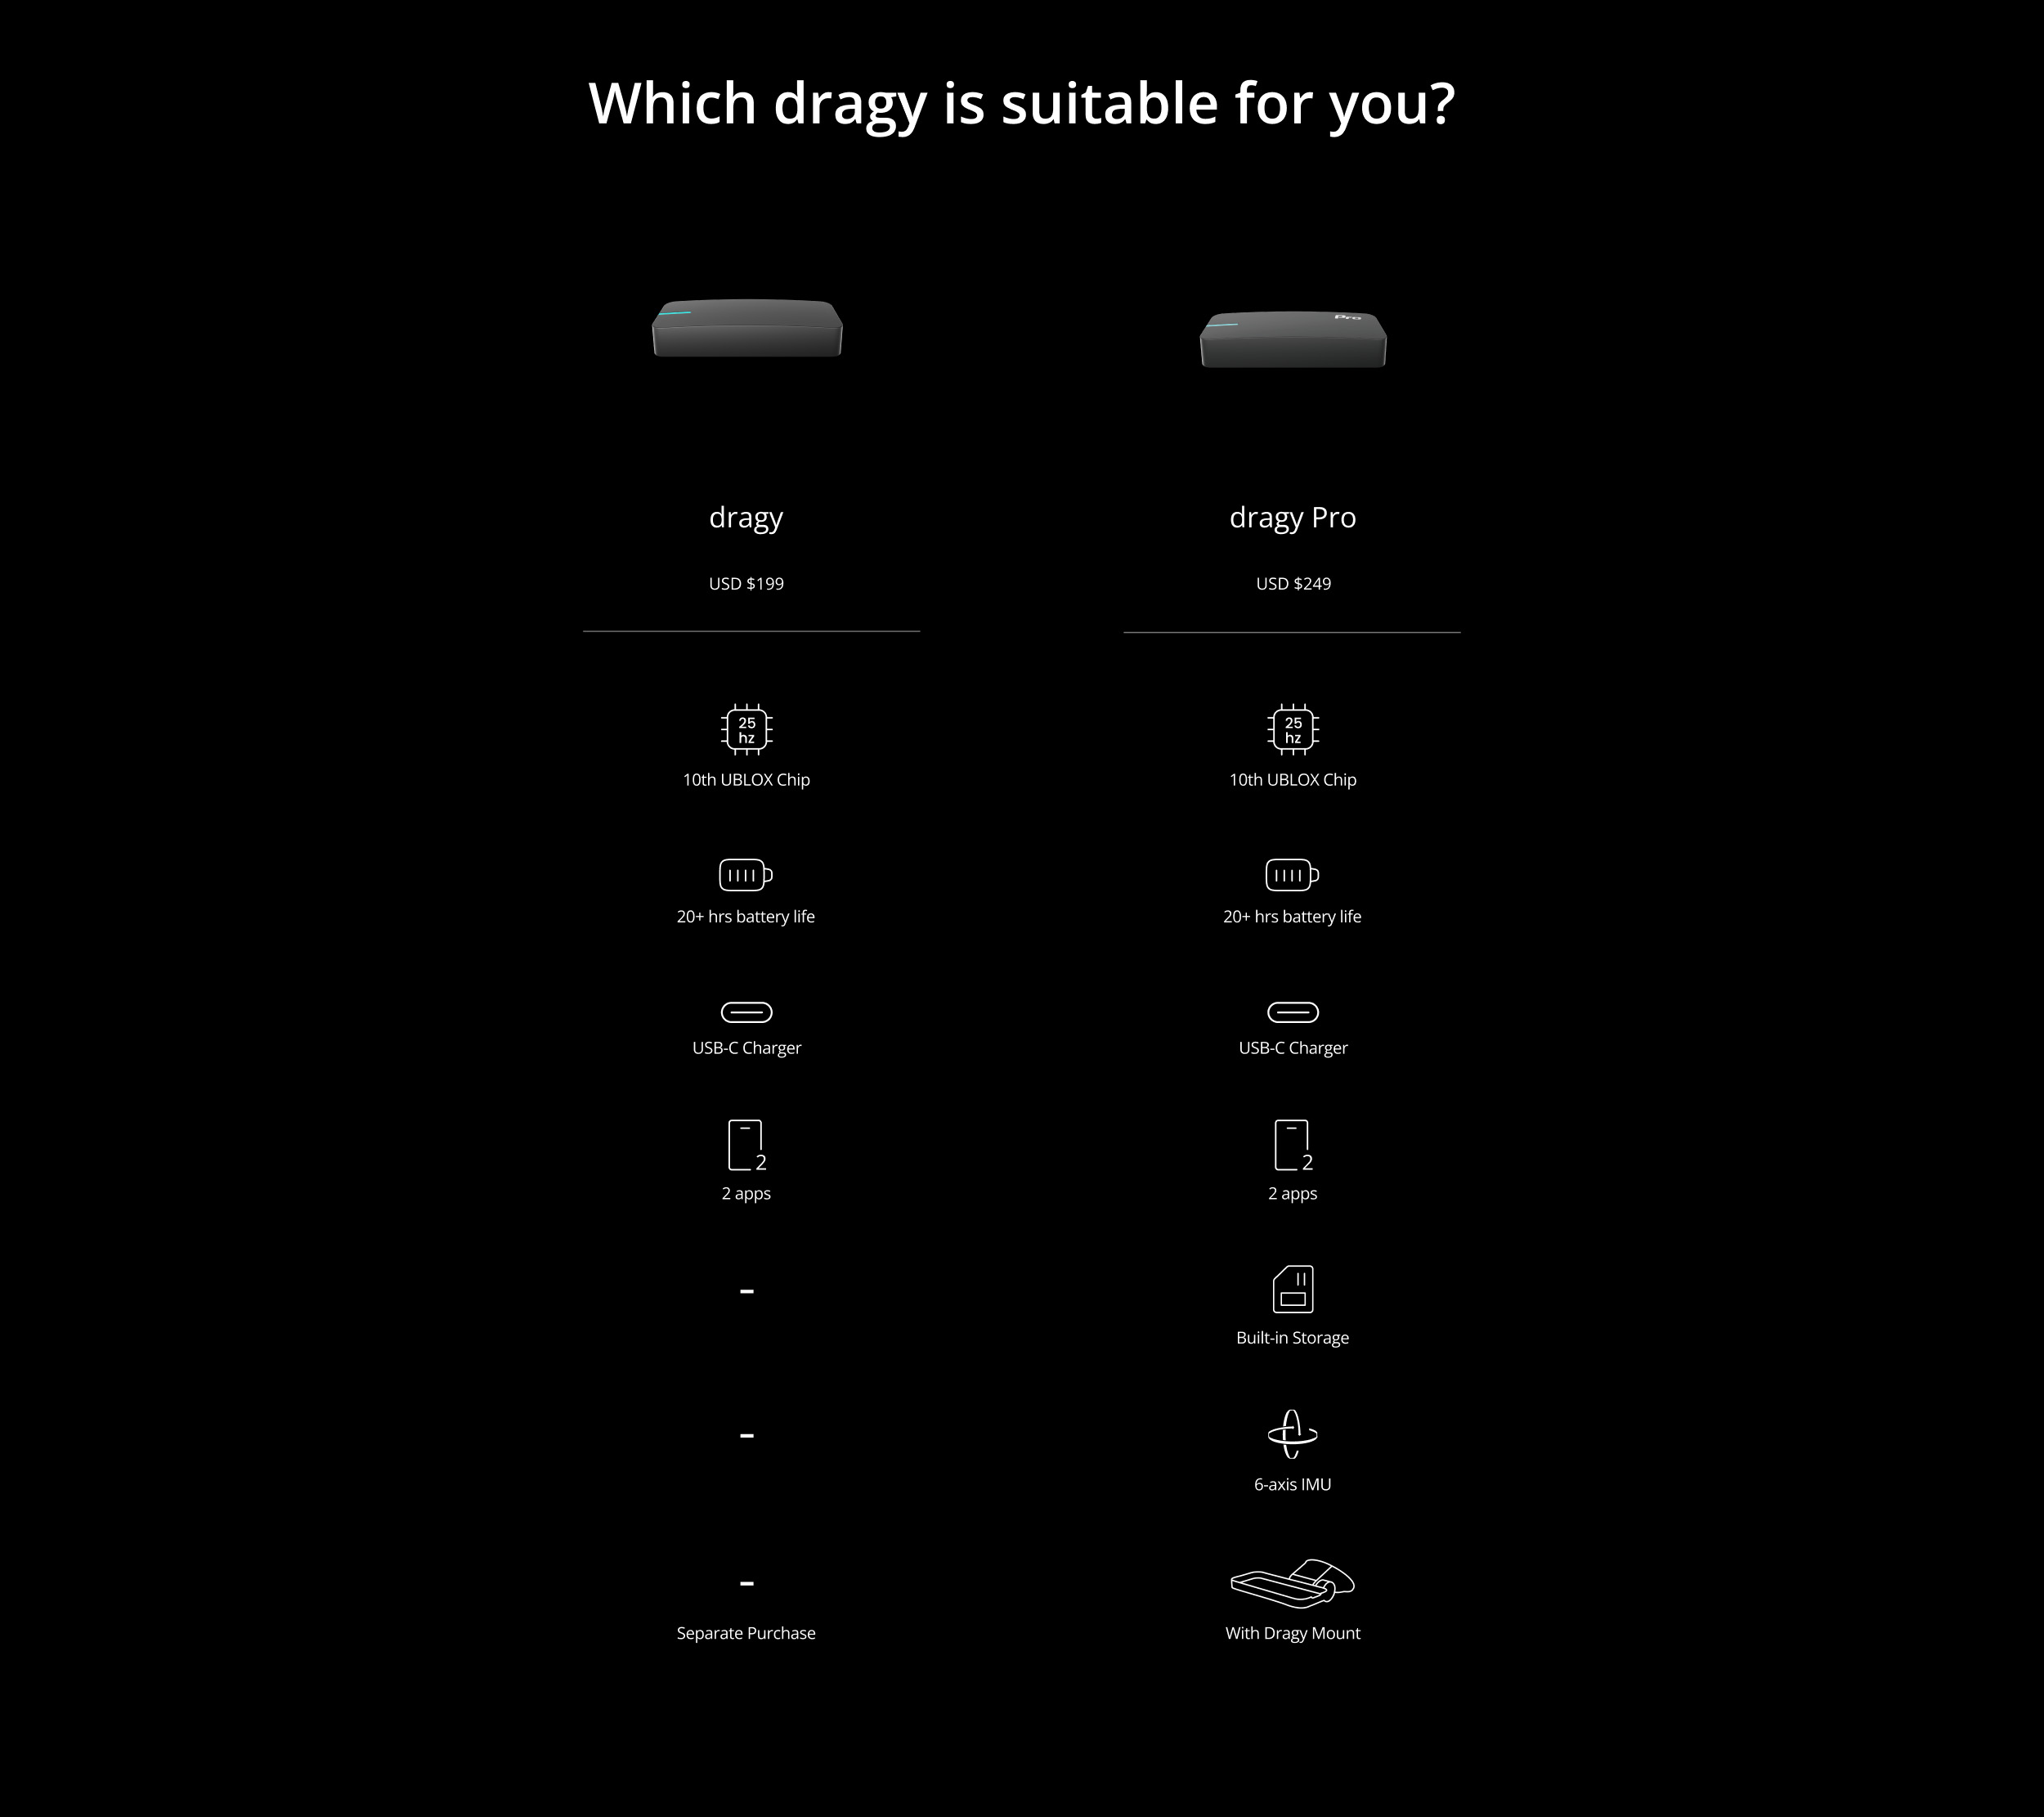 Which dragy is suitable for you?
Pro
dragy
USD $199
25
hz
10th UBLOX Chip
20+ hrs battery life
USB-C Charger
2
2 apps
-
-
-
Separate Purchase
dragy Pro
USD $249
25
hz
10th UBLOX Chip
20+ hrs battery life
USB-C Charger
2
2 apps
Built-in Storage
6-axis IMU
With Dragy Mount